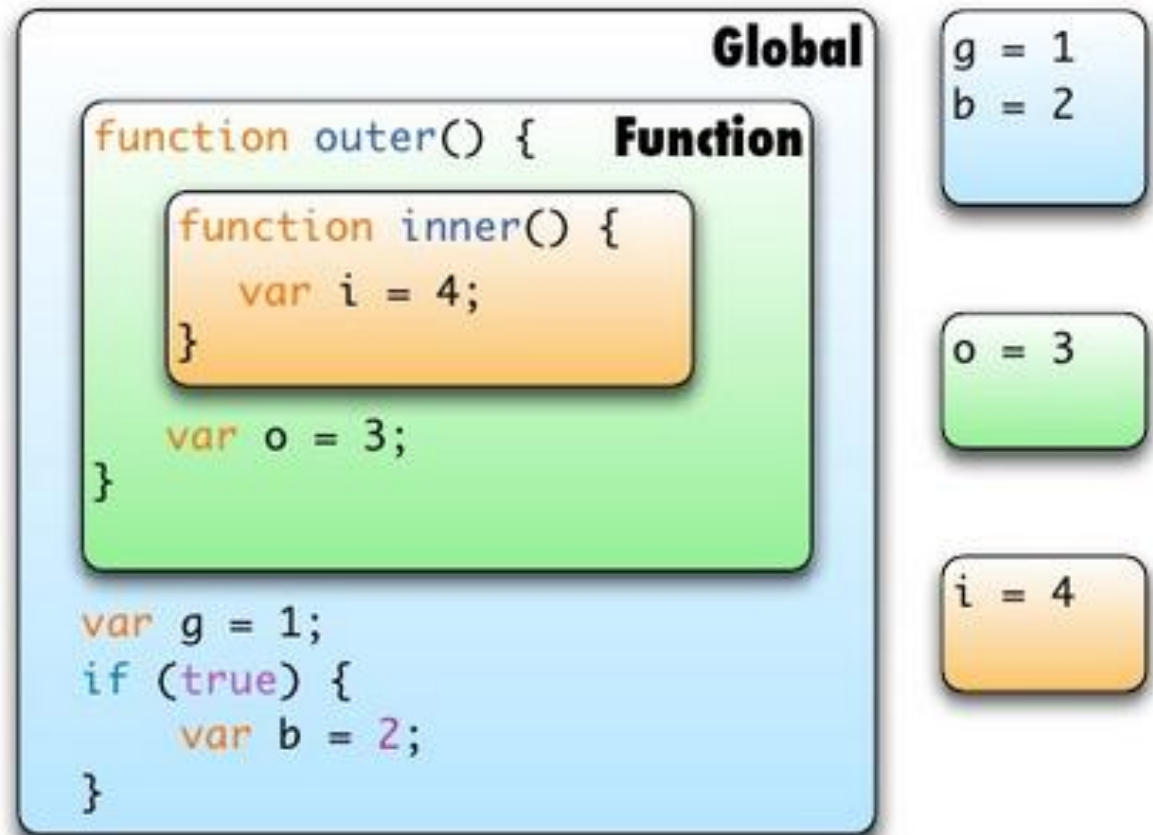 Global
function outer() { Function
function inner() {
var i = 4;
}
var o = 3;
}
var g = 1;
if (true) {
var b = 2;
}
g = 1
b = 2
o = 3
i = 4